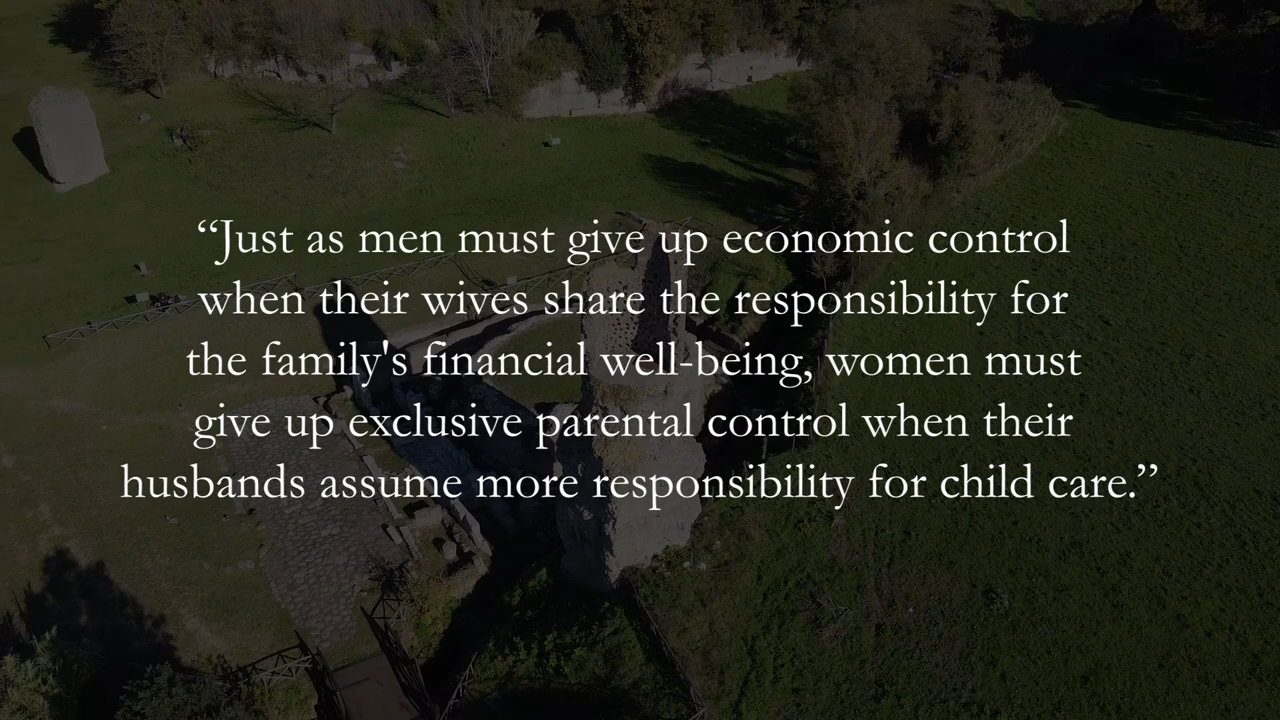 “Just as men must give up economic control
when their wives share the responsibility for
the family's financial well-being, women must
give up exclusive parental control when their
husbands assume more responsibility for child care.”